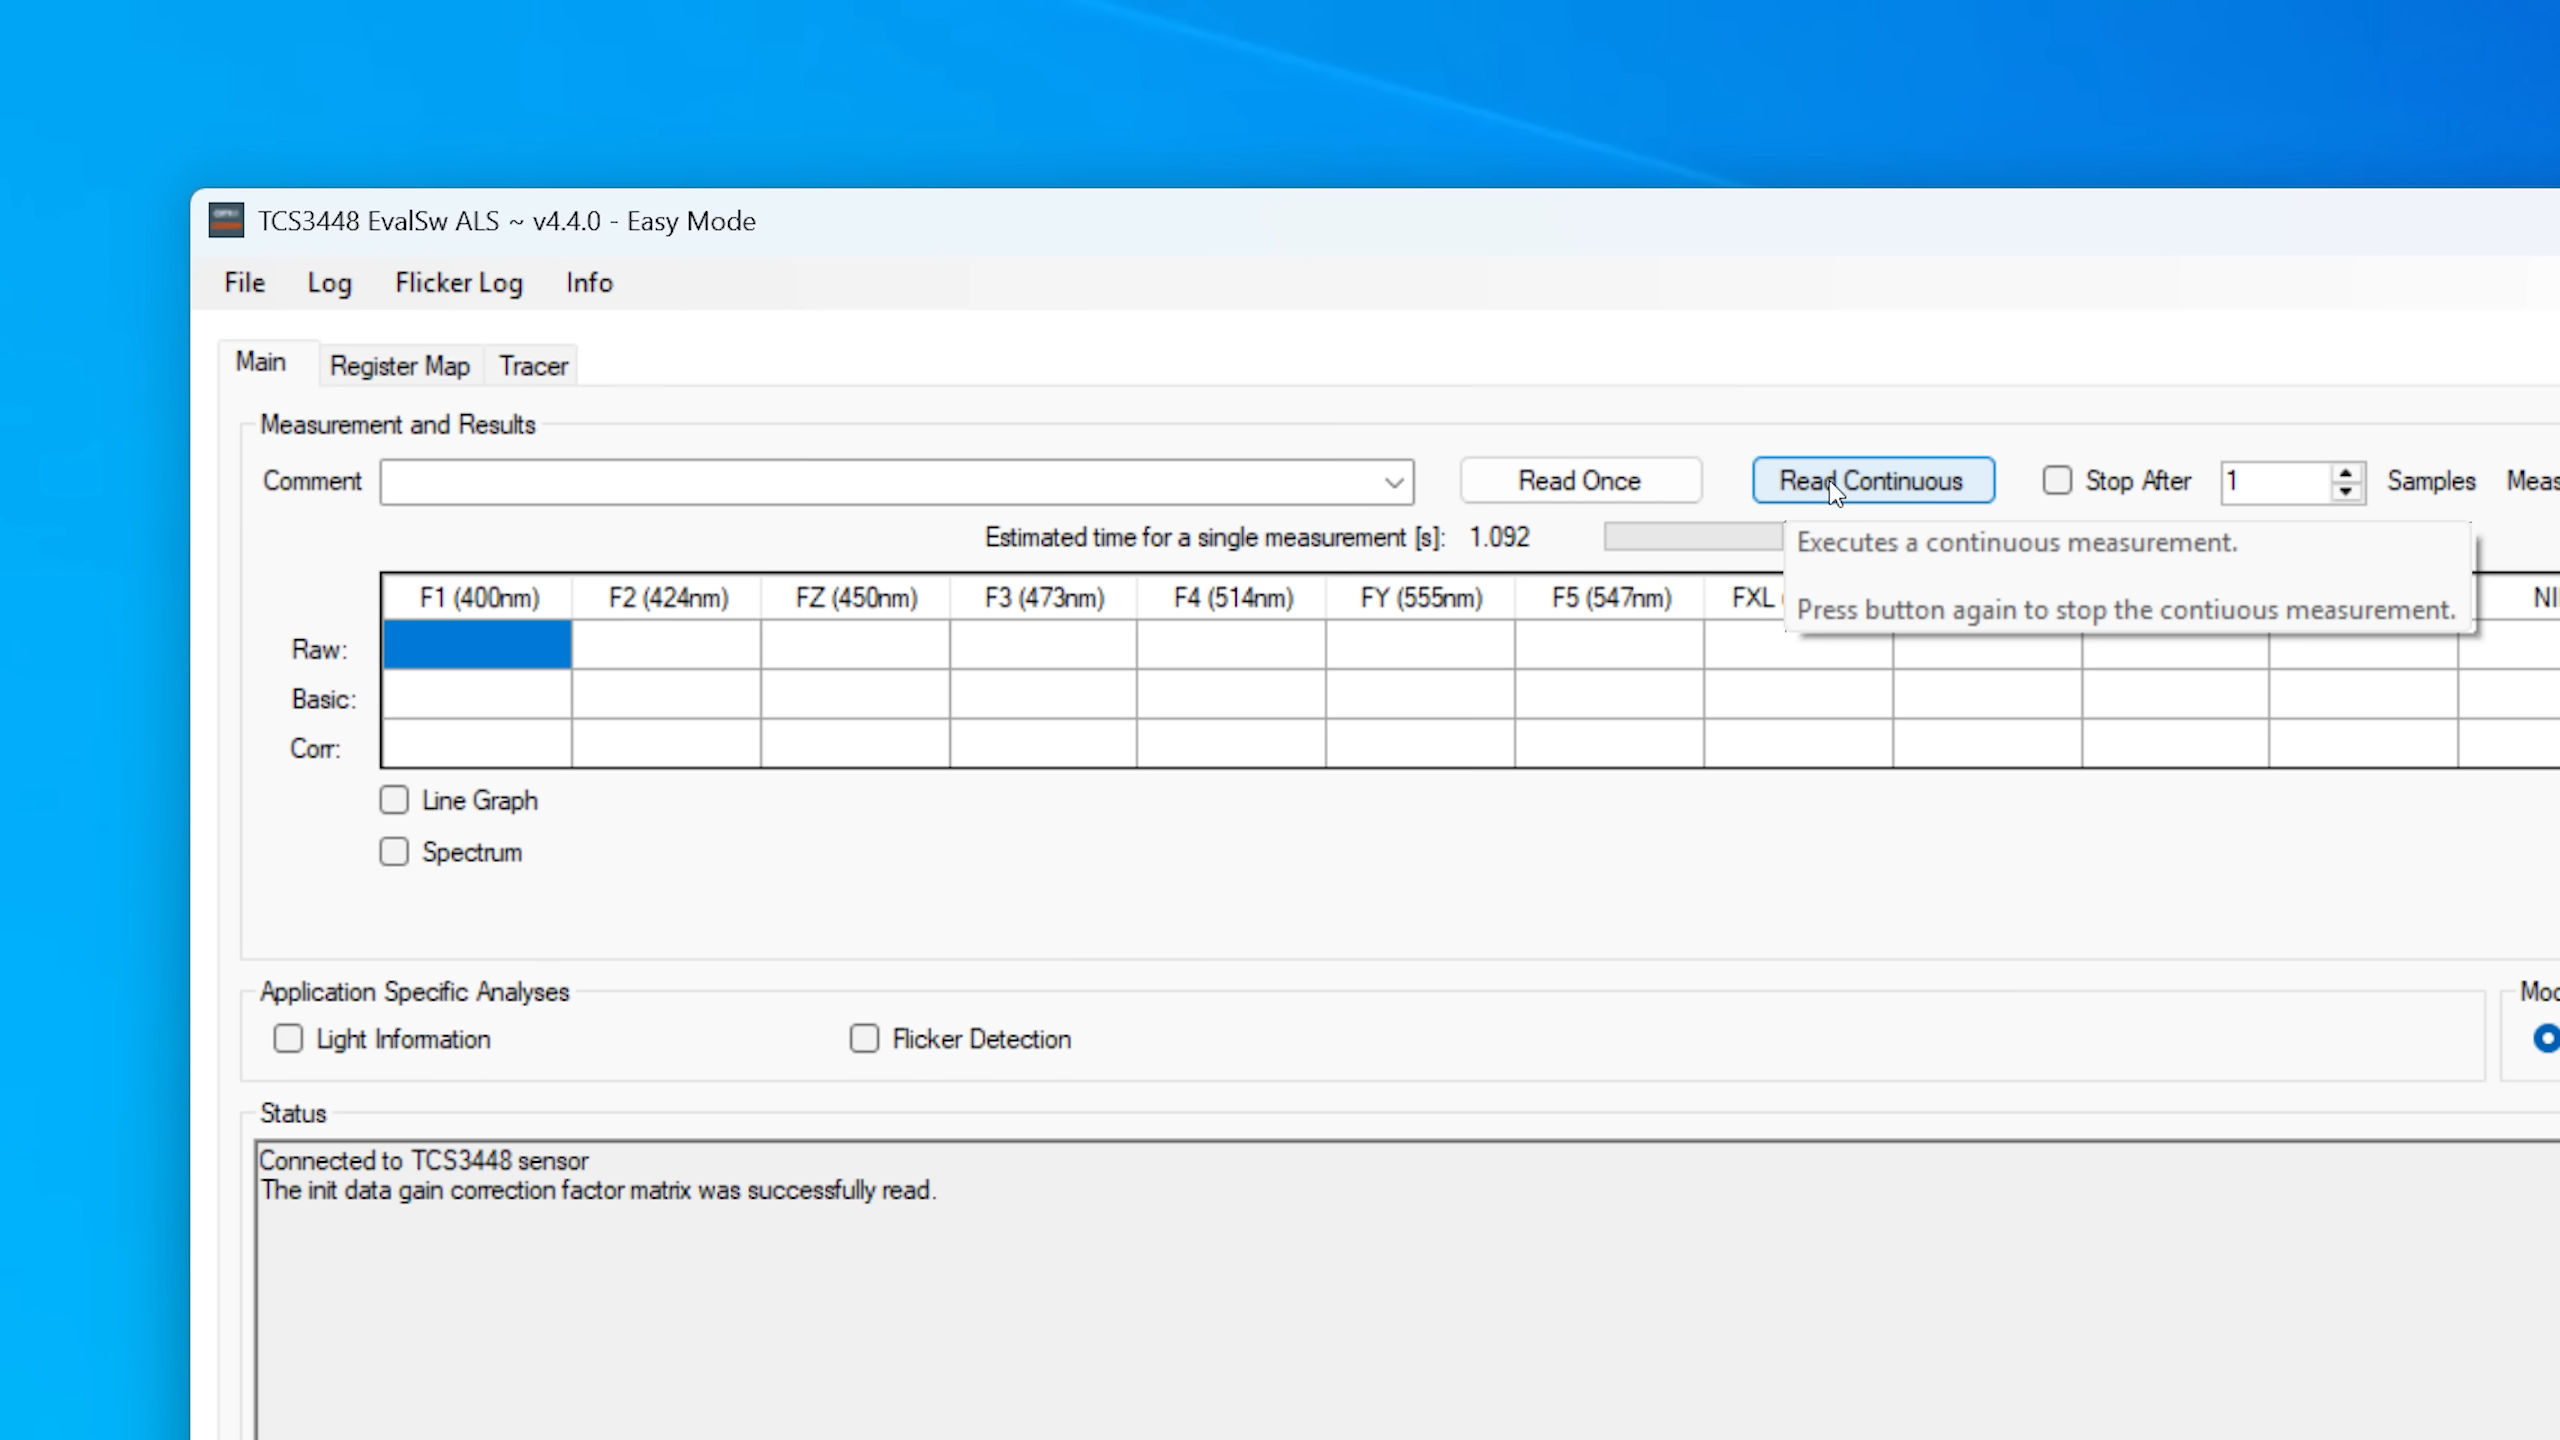 TCS3448 EvalSw ALS ~ v4.4.0 - Easy Mode
File Log Flicker Log Info
Main Register Map Tracer
Measurement and Results
Comment Read Once Read Continuous Stop After 1 Samples Meas
Estimated time for a single measurement [s]: 1.092
Executes a continuous measurement.
Press button again to stop the contiuous measurement.
F1 (400nm) F2 (424nm) FZ (450nm) F3 (473nm) F4 (514nm) FY (555nm) F5 (547nm) FXL NI
Raw:
Basic:
Corr:
Line Graph
Spectrum
Application Specific Analyses
Light Information Flicker Detection
Status
Connected to TCS3448 sensor
The init data gain correction factor matrix was successfully read.